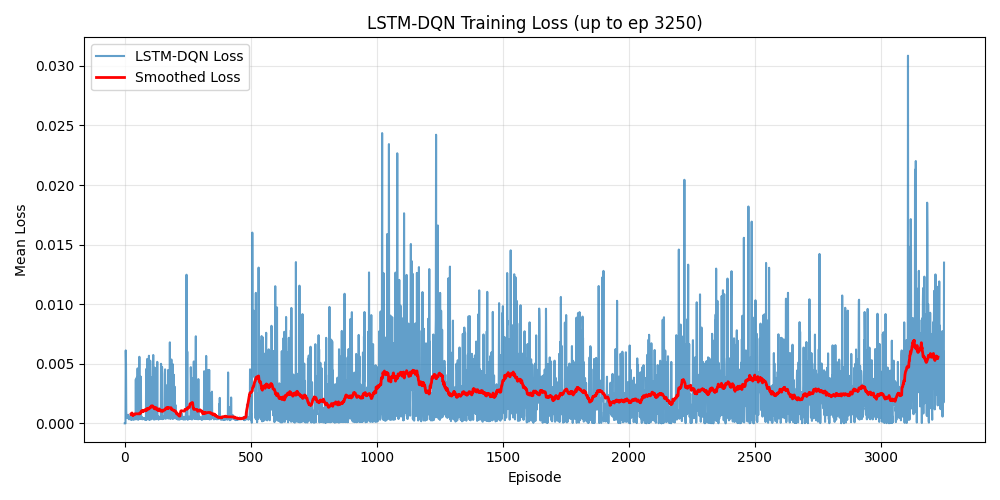 LSTM-DQN Training Loss (up to ep 3250)
LSTM-DQN Loss
Smoothed Loss
Mean Loss
0.030
0.025
0.020
0.015
0.010
0.005
0.000
0 500 1000 1500 2000 2500 3000
Episode